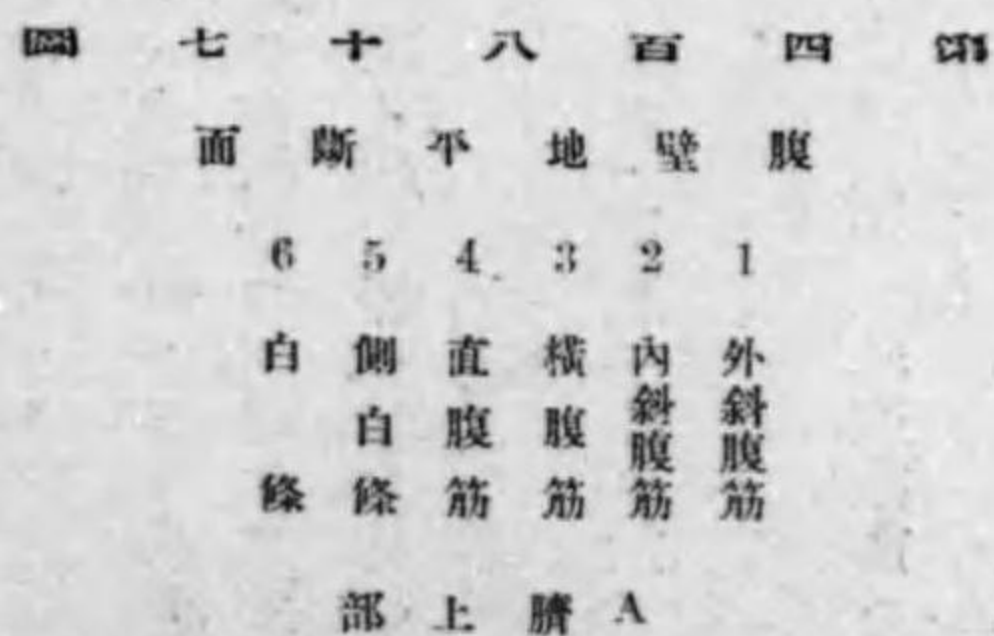 第四百八十七圖
腹壁地平斷面
1 外斜腹筋
2 內斜腹筋
3 橫腹筋
4 直腹筋
5 側白條
6 白條
A 臍上部